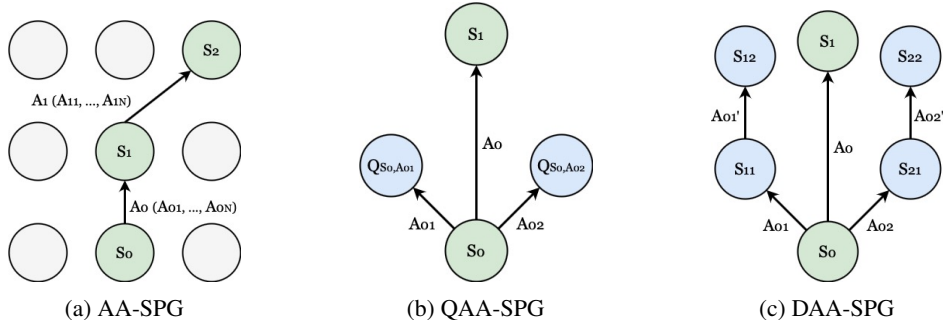 S2
A1 (A11, ..., A1N)
S1
A0 (A01, ..., A0N)
S0
(a) AA-SPG
S1
A0
QS0,A01
QS0,A02
A01
A02
S0
(b) QAA-SPG
S12
S1
S22
A01'
A0
A02'
S11
S21
A01
A02
S0
(c) DAA-SPG